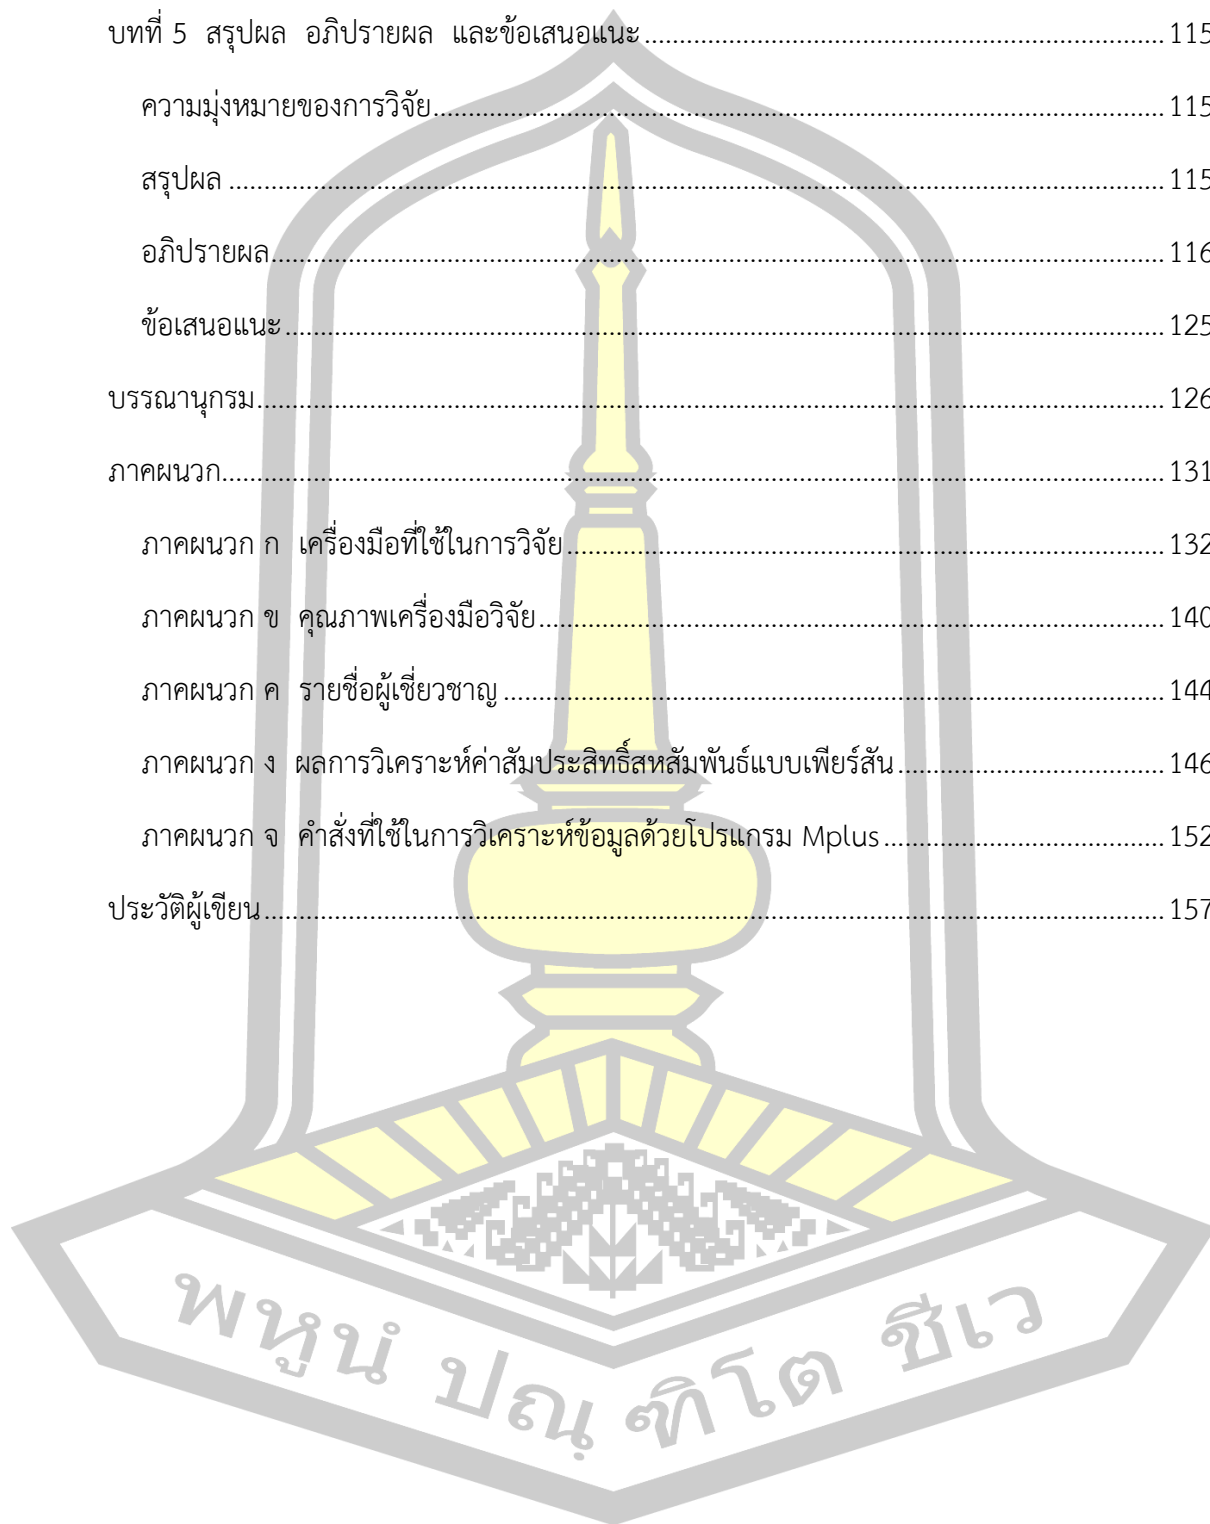 บทที่ 5 สรุปผล อภิปรายผล และข้อเสนอแนะ ........ 115
ความมุ่งหมายของการวิจัย ........ 115
สรุปผล ........ 115
อภิปรายผล ........ 116
ข้อเสนอแนะ ........ 125
บรรณานุกรม ........ 126
ภาคผนวก ........ 131
ภาคผนวก ก เครื่องมือที่ใช้ในการวิจัย ........ 132
ภาคผนวก ข คุณภาพเครื่องมือวิจัย ........ 140
ภาคผนวก ค รายชื่อผู้เชี่ยวชาญ ........ 144
ภาคผนวก ง ผลการวิเคราะห์ค่าสัมประสิทธิ์สหสัมพันธ์แบบเพียร์สัน ........ 146
ภาคผนวก จ คำสั่งที่ใช้ในการวิเคราะห์ข้อมูลด้วยโปรแกรม Mplus ........ 152
ประวัติผู้เขียน ........ 157
พหูนํ ปณฺฑิโต ชีเว